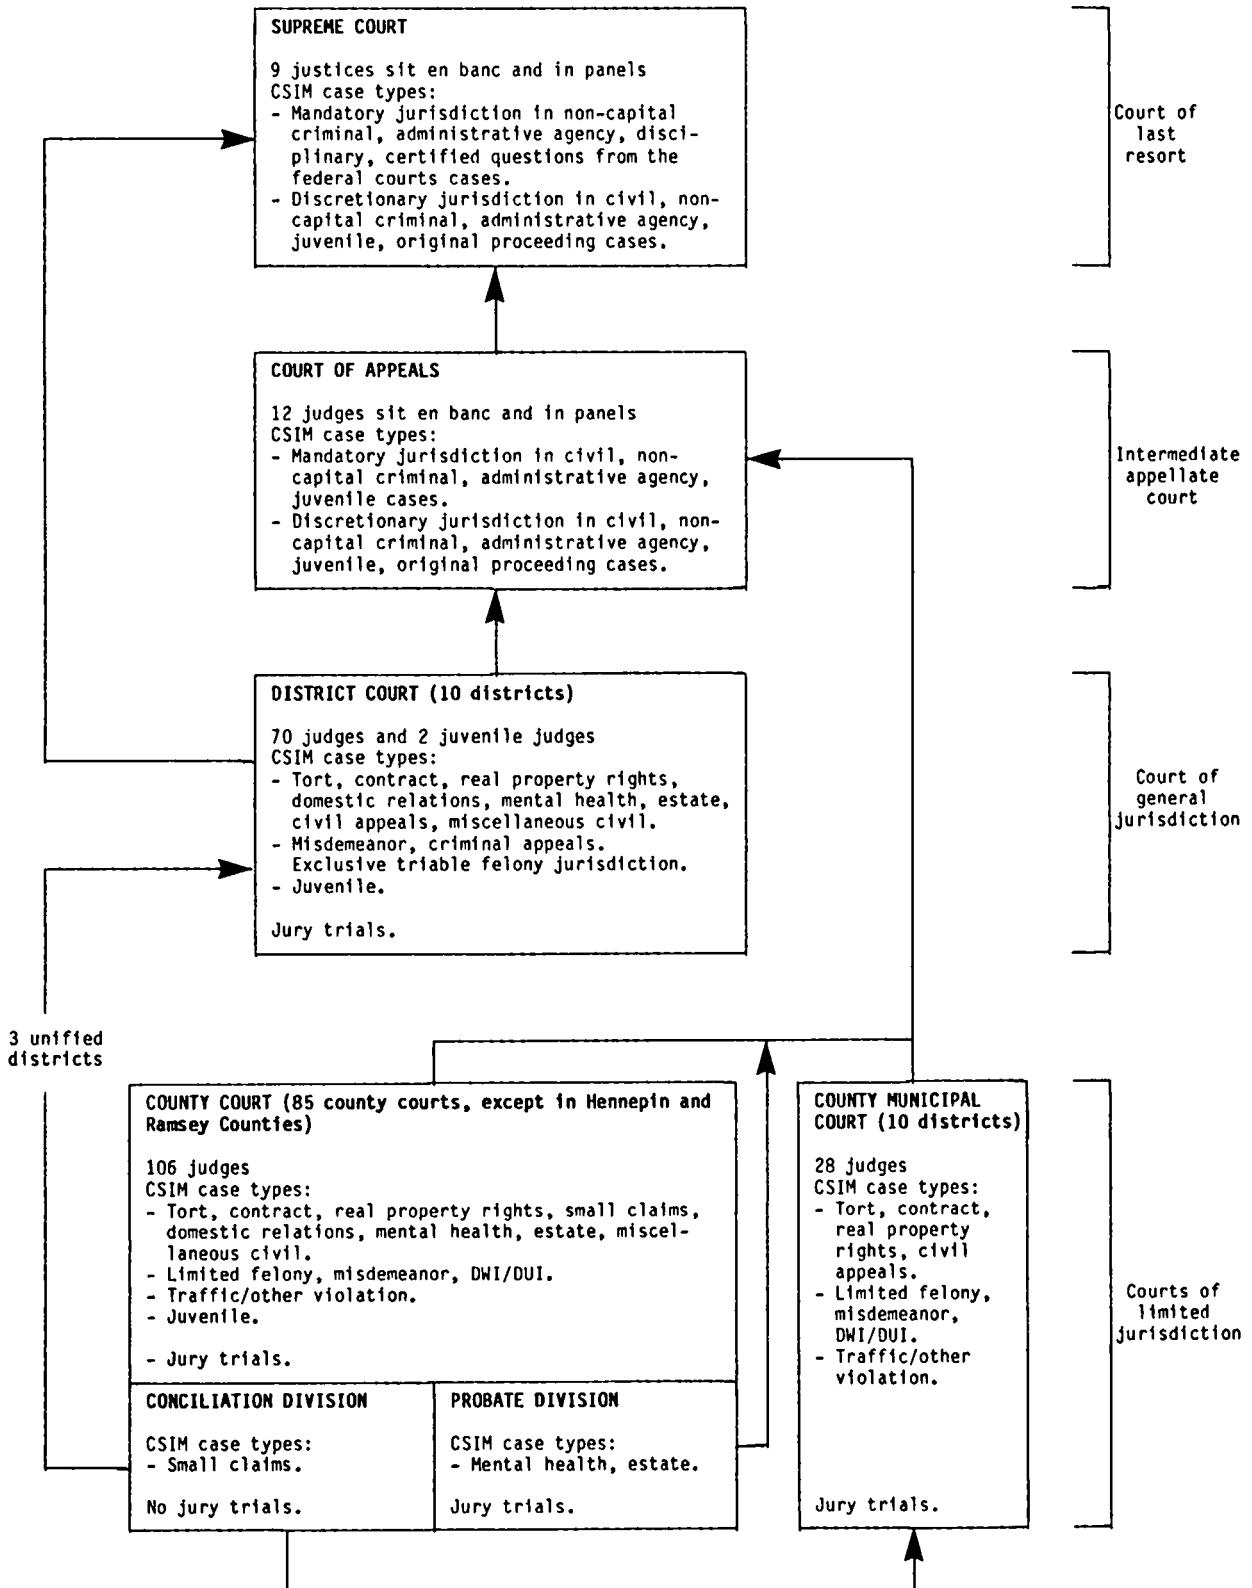 SUPREME COURT
9 justices sit en banc and in panels
CSIM case types:
- Mandatory jurisdiction in non-capital
criminal, administrative agency, disci-
plinary, certified questions from the
federal courts cases.
- Discretionary jurisdiction in civil, non-
capital criminal, administrative agency,
juvenile, original proceeding cases.
Court of
last
resort
COURT OF APPEALS
12 judges sit en banc and in panels
CSIM case types:
- Mandatory jurisdiction in civil, non-
capital criminal, administrative agency,
juvenile cases.
- Discretionary jurisdiction in civil, non-
capital criminal, administrative agency,
juvenile, original proceeding cases.
Intermediate
appellate
court
DISTRICT COURT (10 districts)
70 judges and 2 juvenile judges
CSIM case types:
- Tort, contract, real property rights,
domestic relations, mental health, estate,
civil appeals, miscellaneous civil.
- Misdemeanor, criminal appeals.
Exclusive triable felony jurisdiction.
- Juvenile.
Jury trials.
Court of
general
jurisdiction
3 unified
districts
COUNTY COURT (85 county courts, except in Hennepin and
Ramsey Counties)
106 judges
CSIM case types:
- Tort, contract, real property rights, small claims,
domestic relations, mental health, estate, miscel-
laneous civil.
- Limited felony, misdemeanor, DWI/DUI.
- Traffic/other violation.
- Juvenile.
- Jury trials.
CONCILIATION DIVISION
CSIM case types:
- Small claims.
No jury trials.
PROBATE DIVISION
CSIM case types:
- Mental health, estate.
Jury trials.
COUNTY MUNICIPAL
COURT (10 districts)
28 judges
CSIM case types:
- Tort, contract,
real property
rights, civil
appeals.
- Limited felony,
misdemeanor,
DWI/DUI.
- Traffic/other
violation.
Jury trials.
Courts of
limited
jurisdiction